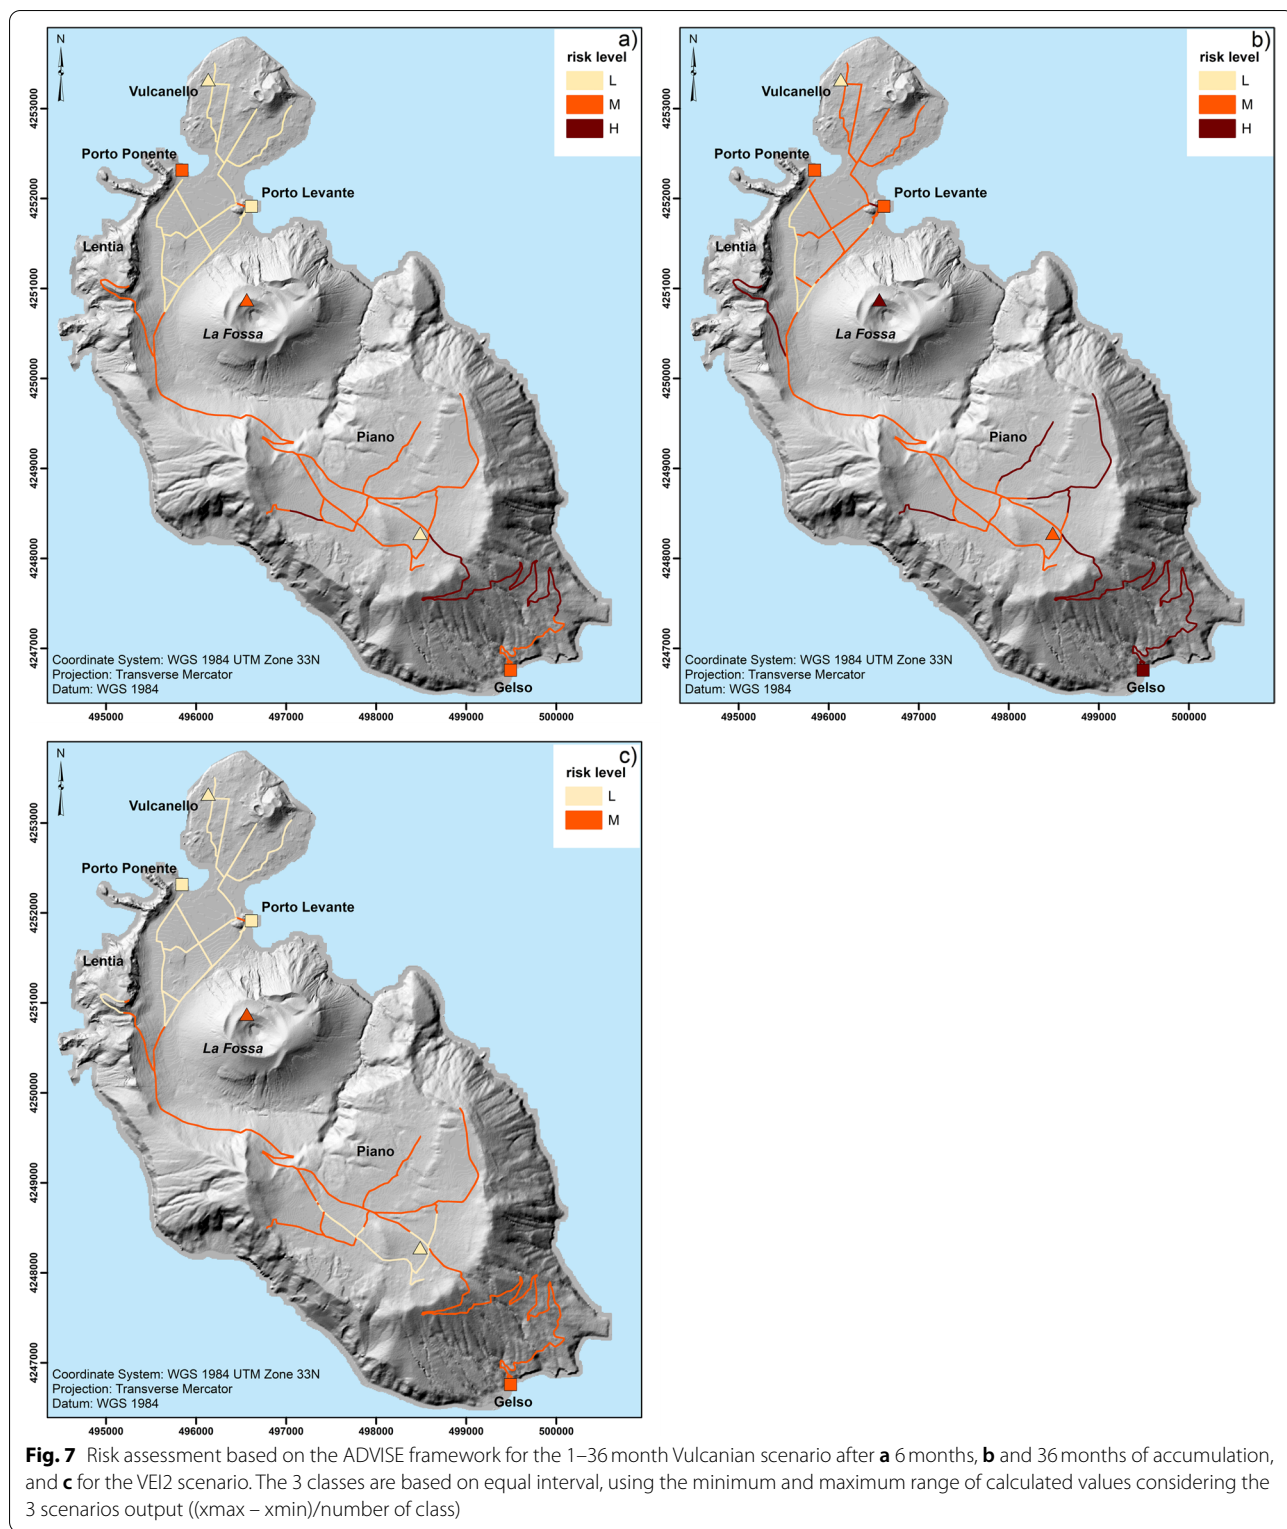 a)
N
risk level
L
M
H
Vulcanello
Porto Ponente
Porto Levante
Lentia
La Fossa
Piano
Gelso
4253000
4252000
4251000
4250000
4249000
4248000
4247000
Coordinate System: WGS 1984 UTM Zone 33N
Projection: Transverse Mercator
Datum: WGS 1984
495000 496000 497000 498000 499000 500000
b)
N
risk level
L
M
H
Vulcanello
Porto Ponente
Porto Levante
Lentia
La Fossa
Piano
Gelso
4253000
4252000
4251000
4250000
4249000
4248000
4247000
Coordinate System: WGS 1984 UTM Zone 33N
Projection: Transverse Mercator
Datum: WGS 1984
495000 496000 497000 498000 499000 500000
c)
N
risk level
L
M
Vulcanello
Porto Ponente
Porto Levante
Lentia
La Fossa
Piano
Gelso
4253000
4252000
4251000
4250000
4249000
4248000
4247000
Coordinate System: WGS 1984 UTM Zone 33N
Projection: Transverse Mercator
Datum: WGS 1984
495000 496000 497000 498000 499000 500000
Fig. 7 Risk assessment based on the ADVISE framework for the 1–36 month Vulcanian scenario after a 6 months, b and 36 months of accumulation,
and c for the VEI2 scenario. The 3 classes are based on equal interval, using the minimum and maximum range of calculated values considering the
3 scenarios output ((xmax – xmin)/number of class)